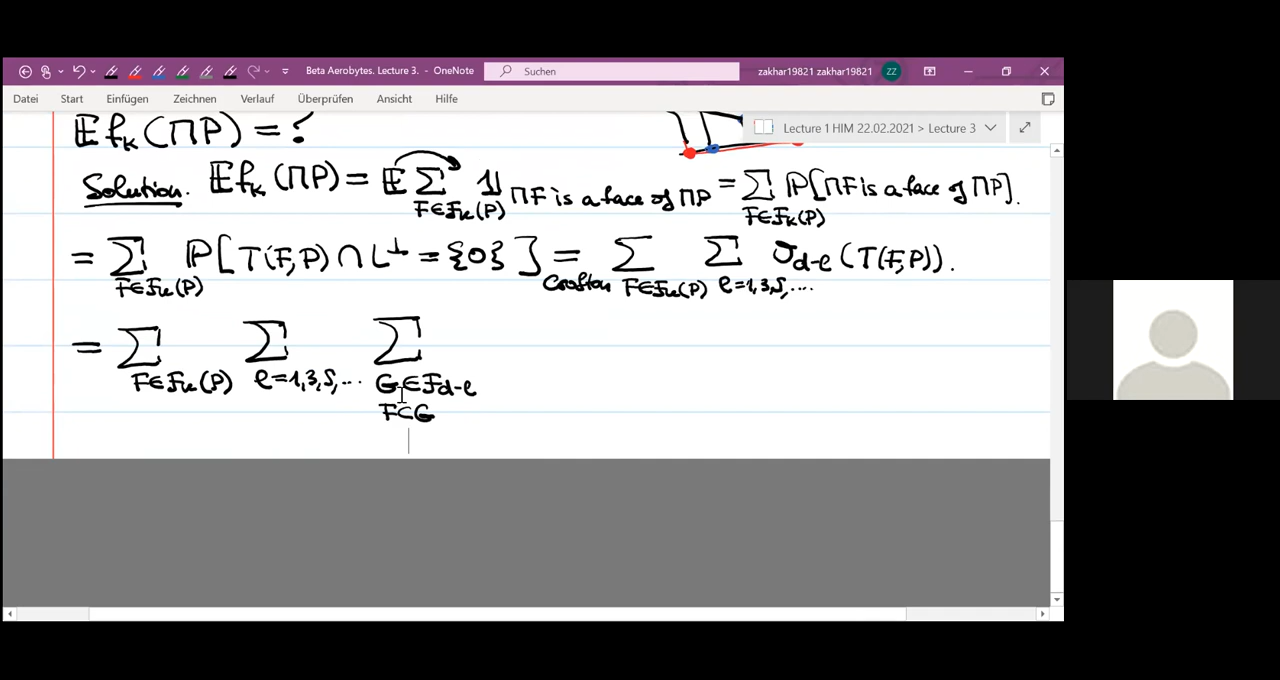 Beta Aerobytes. Lecture 3. - OneNote
Suchen
zakhar19821 zakhar19821
ZZ
Datei Start Einfügen Zeichnen Verlauf Überprüfen Ansicht Hilfe
Lecture 1 HIM 22.02.2021 > Lecture 3
𝔼f_k(ΠP) = ?
Solution. 𝔼f_k(ΠP) = 𝔼 ∑_{F∈F_k(P)} 𝟙_{ΠF is a face of ΠP} = ∑_{F∈F_k(P)} ℙ[ΠF is a face of ΠP].
= ∑_{F∈F_k(P)} ℙ[T(F,P) ∩ L^⊥ = {0}] =_{Crofton} ∑_{F∈F_k(P)} ∑_{e=1,3,5,...} υ_{d-e}(T(F,P)).
= ∑_{F∈F_k(P)} ∑_{e=1,3,5,...} ∑_{G∈F_{d-e} F⊂G}